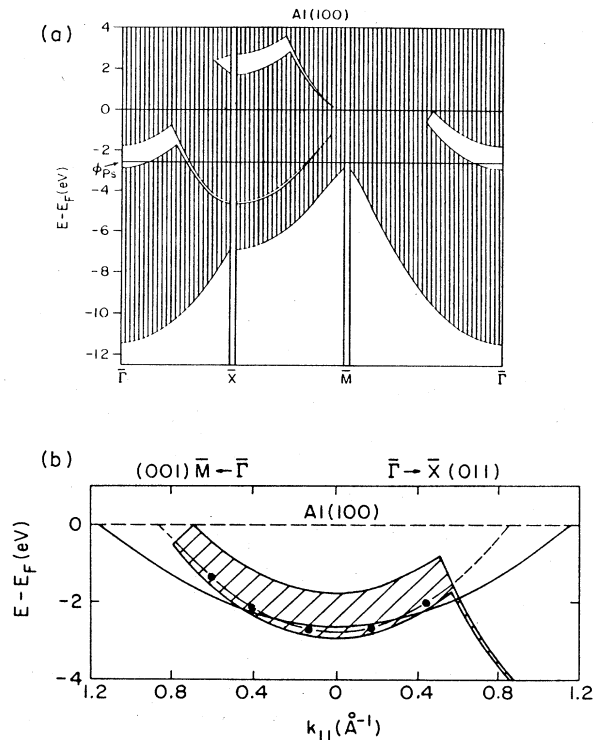 Al(100)
(a)
4
2
0
-2
ϕPs
-4
-6
-8
-10
-12
E-EF(eV)
Γ̄ X̄ M̄ Γ̄
(b)
(001) M̄ ← Γ̄ Γ̄ → X̄ (011)
Al(100)
0
-2
-4
E-EF(eV)
1.2 0.8 0.4 0 0.4 0.8 1.2
k||(Å⁻¹)